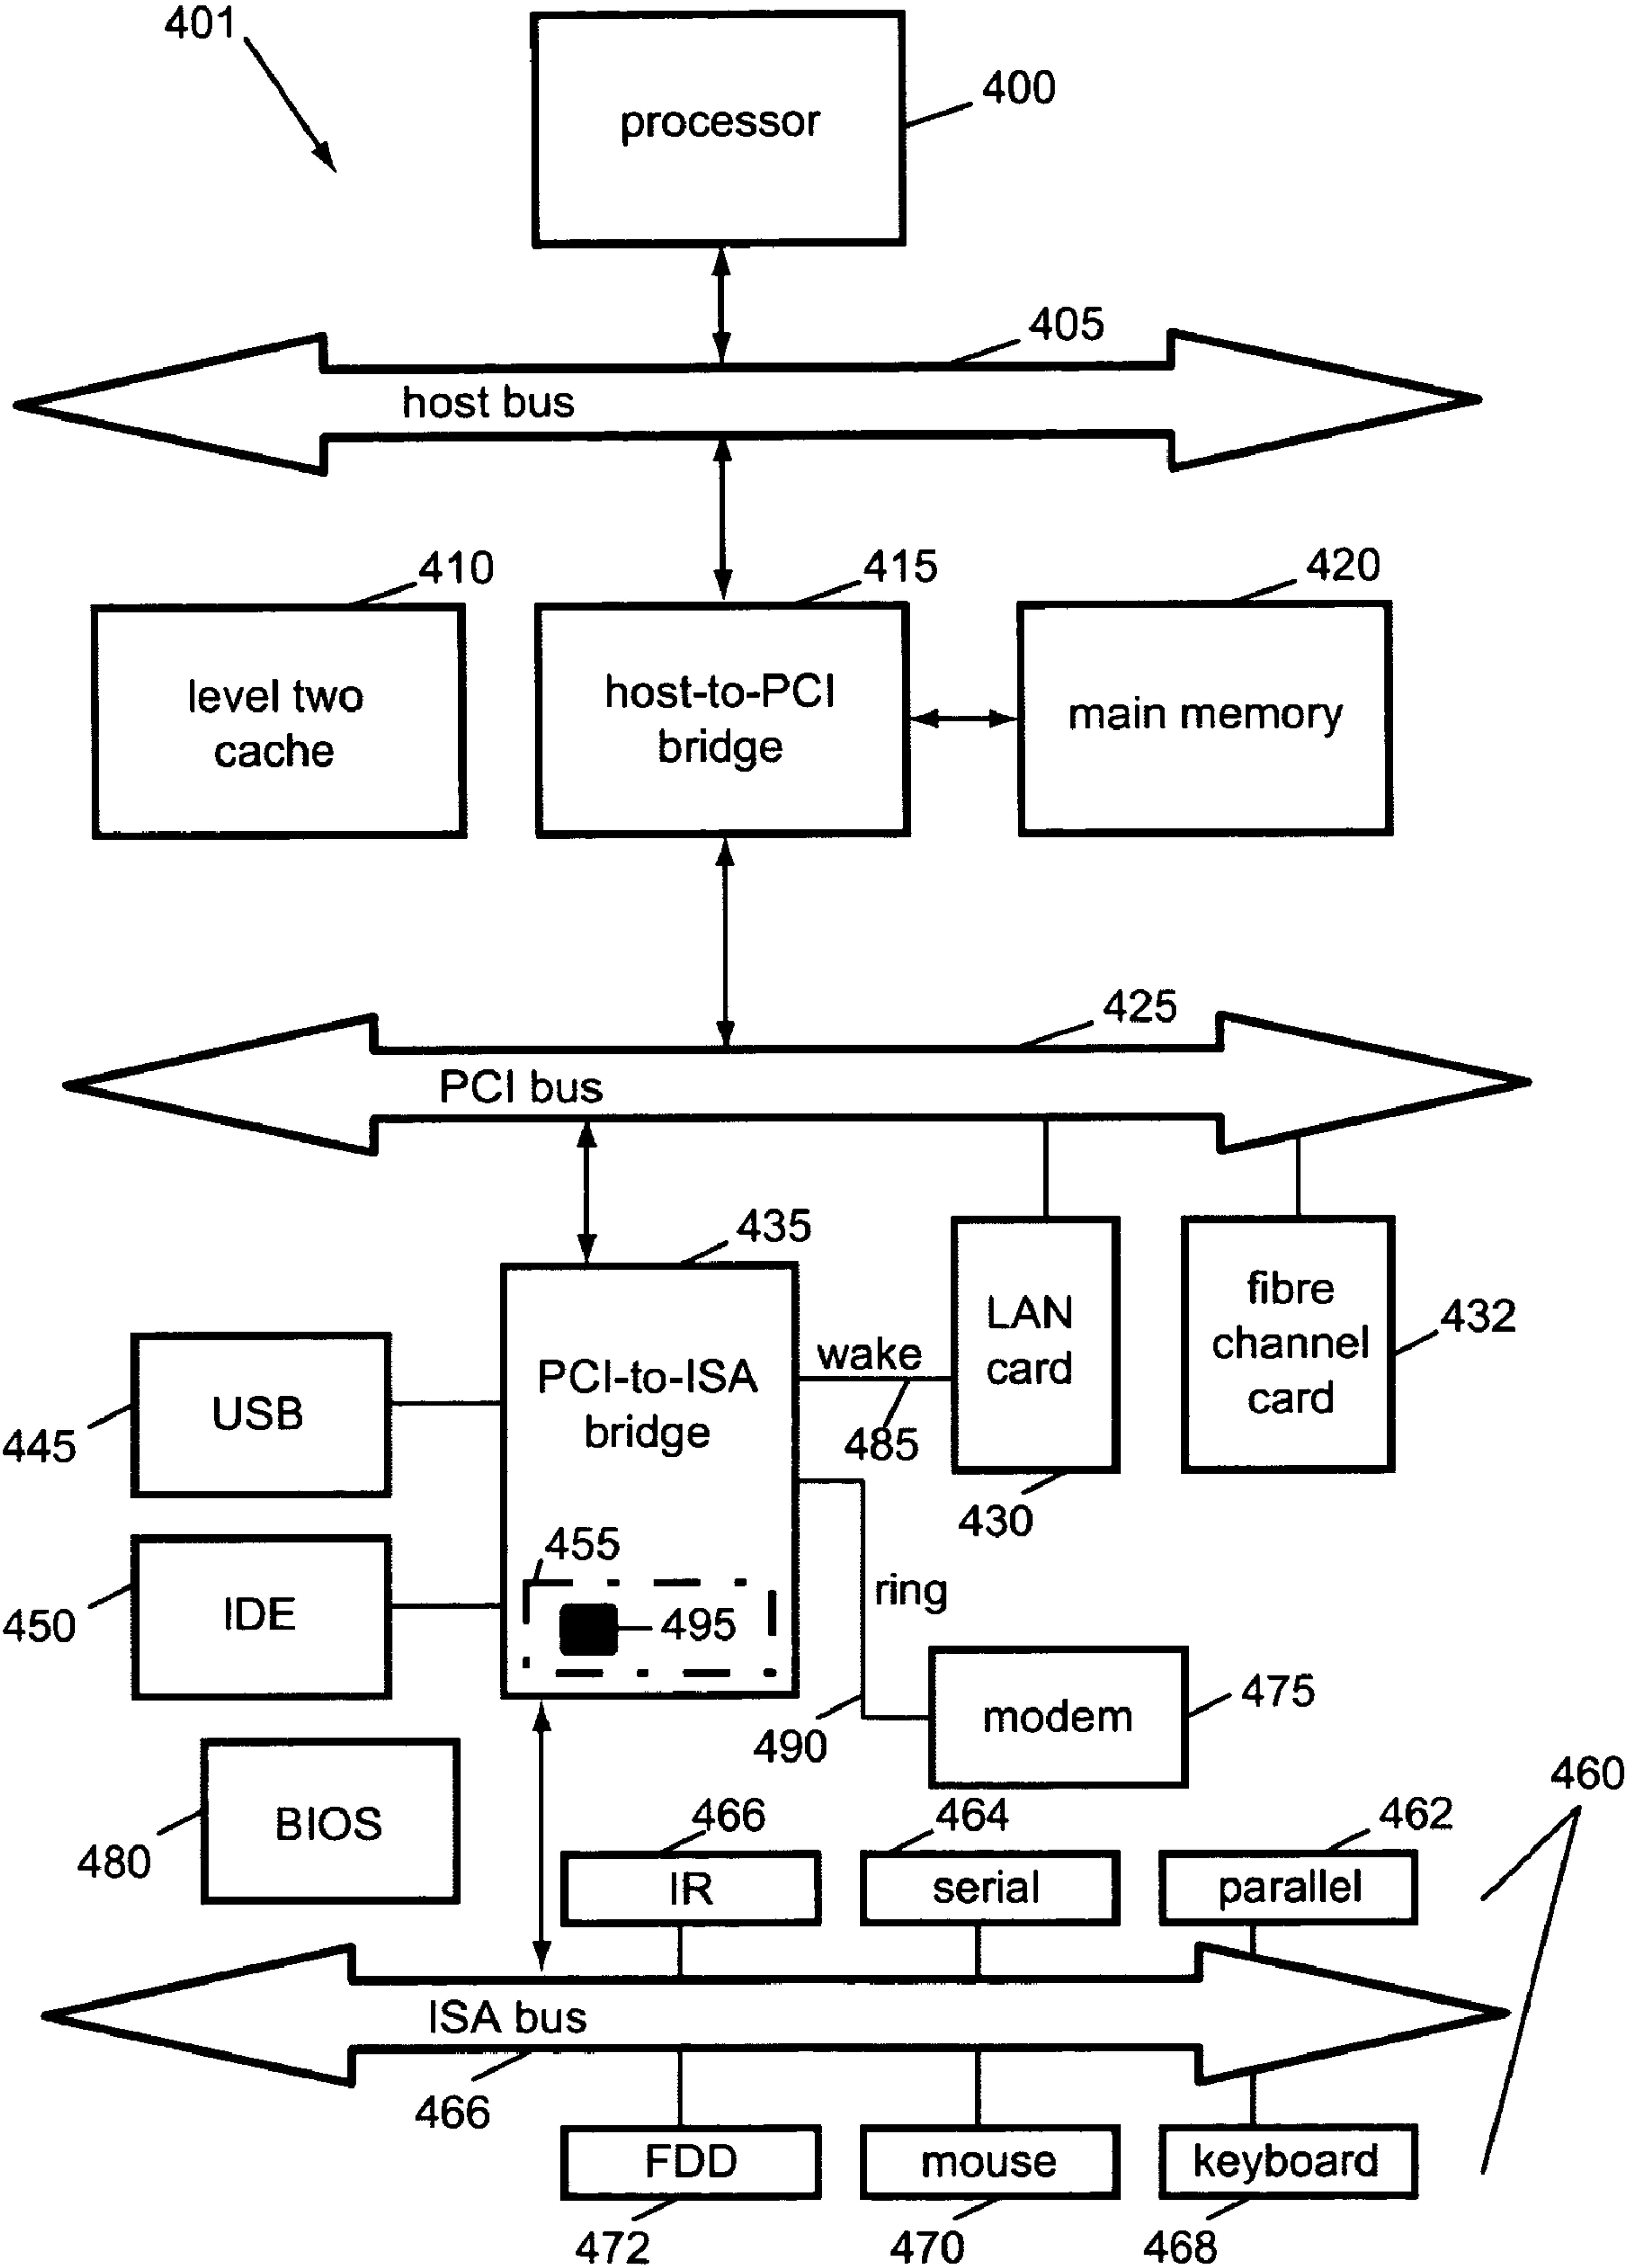 401
processor
400
405
host bus
410
415
420
level two
cache
host-to-PCI
bridge
main memory
425
PCI bus
435
LAN
card
fibre
channel
card
432
wake
485
430
PCI-to-ISA
bridge
USB
445
455
495
IDE
450
ring
490
modem
475
460
BIOS
480
466
464
462
IR
serial
parallel
ISA bus
466
FDD
mouse
keyboard
472
470
468